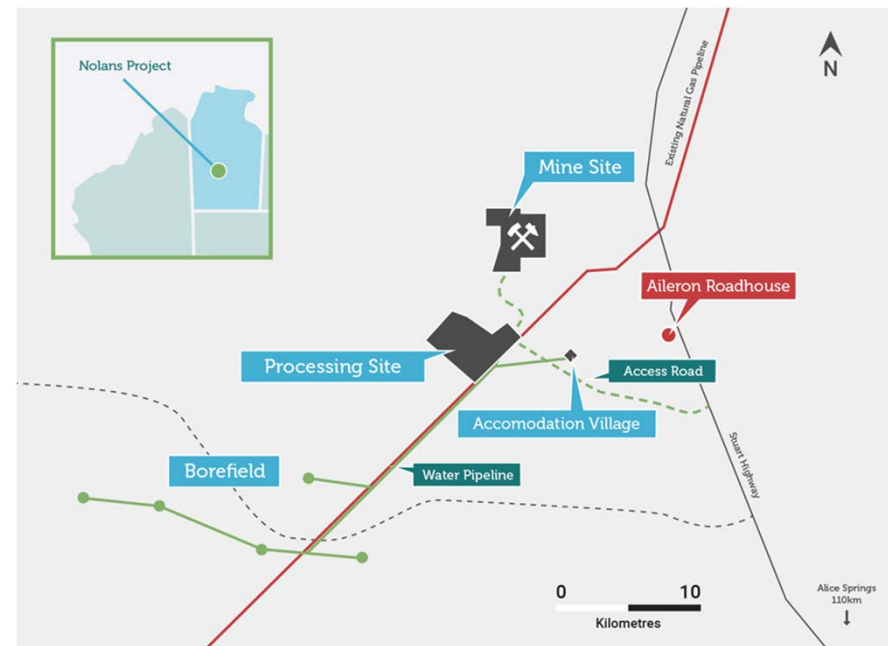 Nolans Project
Existing Natural Gas Pipeline
N
Mine Site
Aileron Roadhouse
Processing Site
Access Road
Accomodation Village
Stuart Highway
Borefield
Water Pipeline
0 10
Kilometres
Alice Springs
110km